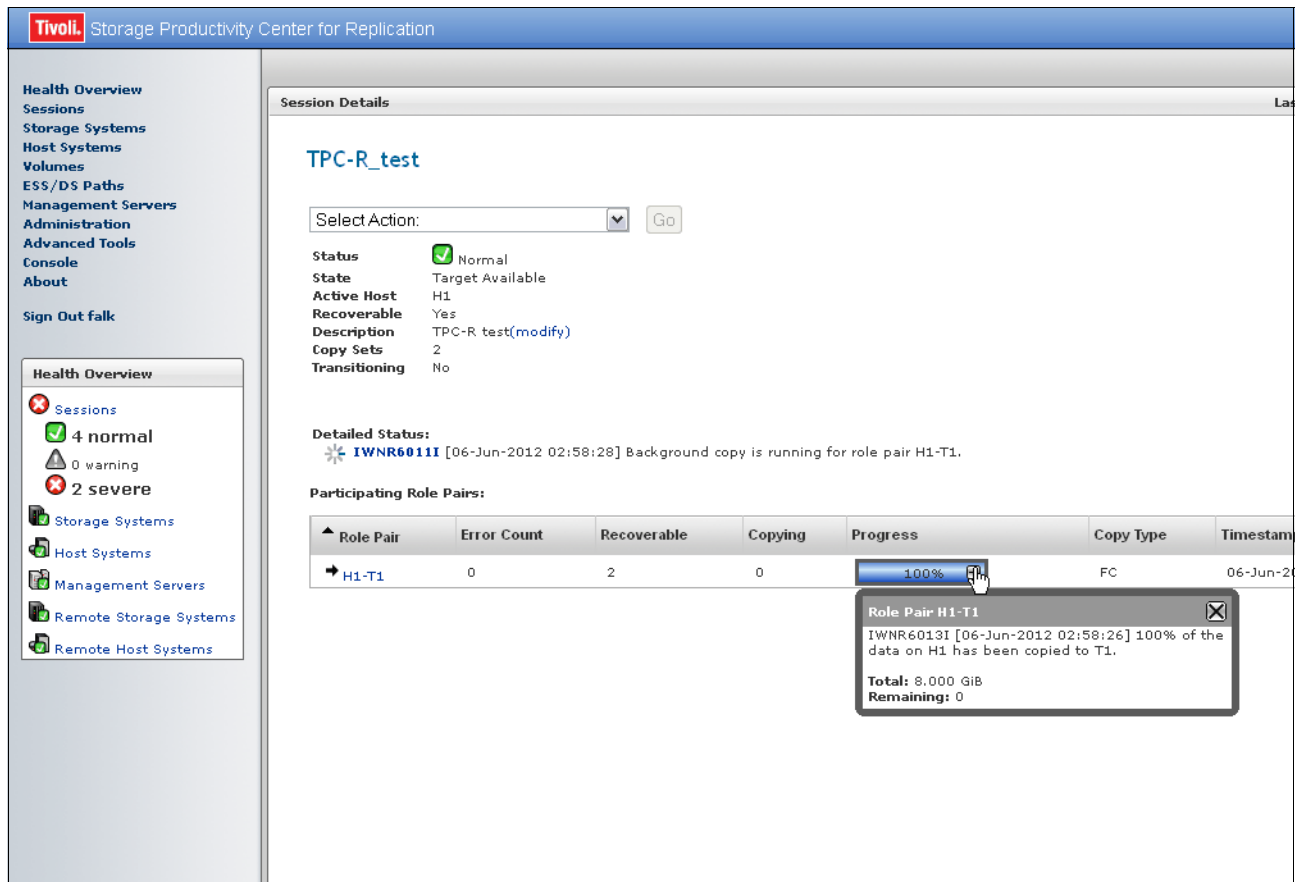 Tivoli. Storage Productivity Center for Replication
Health Overview
Sessions
Storage Systems
Host Systems
Volumes
ESS/DS Paths
Management Servers
Administration
Advanced Tools
Console
About
Sign Out falk
Health Overview
Sessions
4 normal
0 warning
2 severe
Storage Systems
Host Systems
Management Servers
Remote Storage Systems
Remote Host Systems
Session Details Las
TPC-R_test
Select Action: Go
Status Normal
State Target Available
Active Host H1
Recoverable Yes
Description TPC-R test(modify)
Copy Sets 2
Transitioning No
Detailed Status:
IWNR6011I [06-Jun-2012 02:58:28] Background copy is running for role pair H1-T1.
Participating Role Pairs:
Role Pair Error Count Recoverable Copying Progress Copy Type Timestam
H1-T1 0 2 0 100% FC 06-Jun-20
Role Pair H1-T1
IWNR6013I [06-Jun-2012 02:58:26] 100% of the
data on H1 has been copied to T1.
Total: 8.000 GiB
Remaining: 0